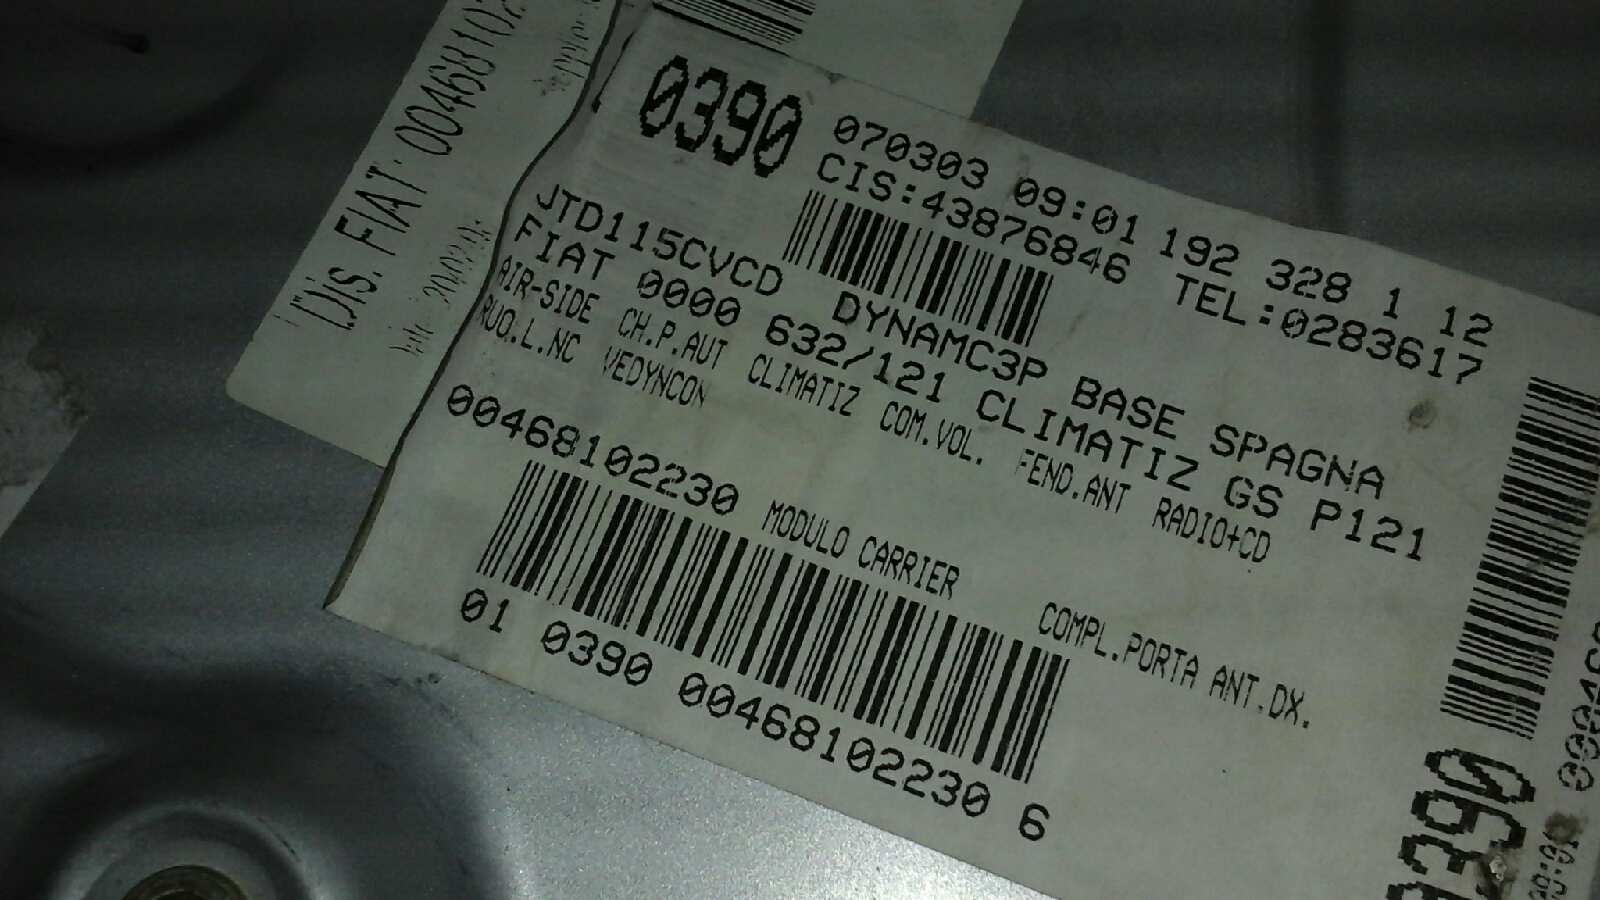 Dis. FIAT: 00468102
0390
070303 09:01 192 328 1 12
CIS:43876846 TEL:0283617
JTD115CVCD DYNAMC3P BASE SPAGNA
FIAT 0000 632/121 CLIMATIZ GS P121
AIR-SIDE CH.P.AUT CLIMATIZ COM.VOL. FEND.ANT RADIO+CD
RUO.L.NC VEDYNCON
00468102230 MODULO CARRIER COMPL.PORTA ANT.DX.
01 0390 00468102230 6
0390